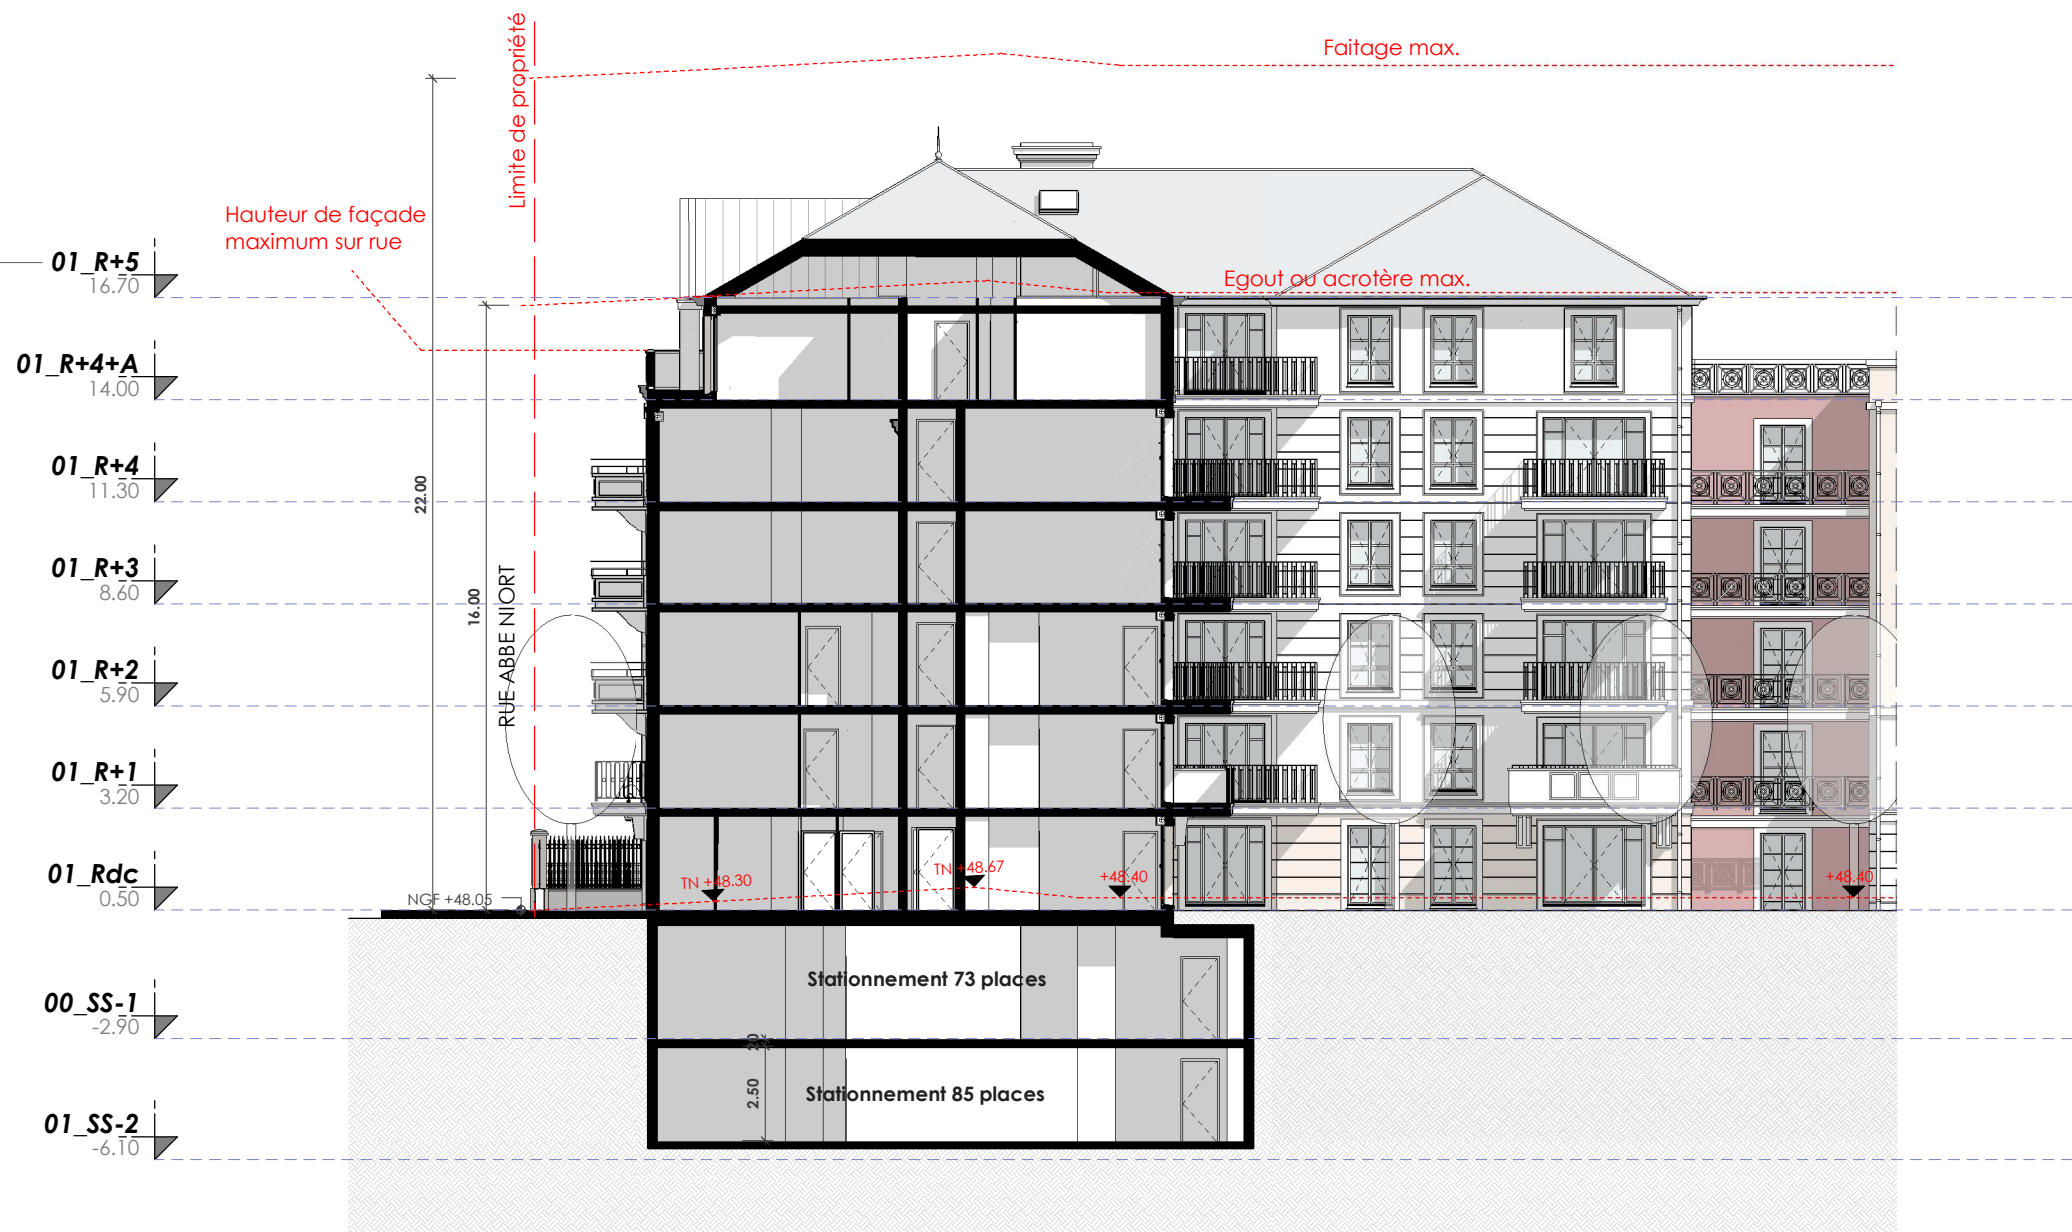 Limite de propriété
Faitage max.
Hauteur de façade
maximum sur rue
Egout ou acrotère max.
01_R+5
16.70
01_R+4+A
14.00
01_R+4
11.30
22.00
01_R+3
8.60
16.00
RUE ABBE NIORT
01_R+2
5.90
01_R+1
3.20
01_Rdc
0.50
NGF +48.05
TN +48.30
TN +48.67
+48.40
+48.40
Stationnement 73 places
00_SS-1
-2.90
20
2.50
Stationnement 85 places
01_SS-2
-6.10